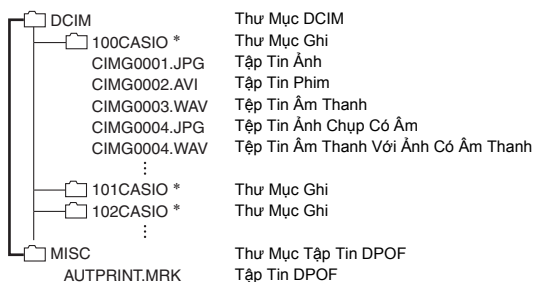 DCIM Thư Mục DCIM
100CASIO * Thư Mục Ghi
CIMG0001.JPG Tập Tin Ảnh
CIMG0002.AVI Tập Tin Phim
CIMG0003.WAV Tệp Tin Âm Thanh
CIMG0004.JPG Tệp Tin Ảnh Chụp Có Âm
CIMG0004.WAV Tệp Tin Âm Thanh Với Ảnh Có Âm Thanh
⋮
101CASIO * Thư Mục Ghi
102CASIO * Thư Mục Ghi
⋮
MISC Thư Mục Tập Tin DPOF
AUTPRINT.MRK Tập Tin DPOF